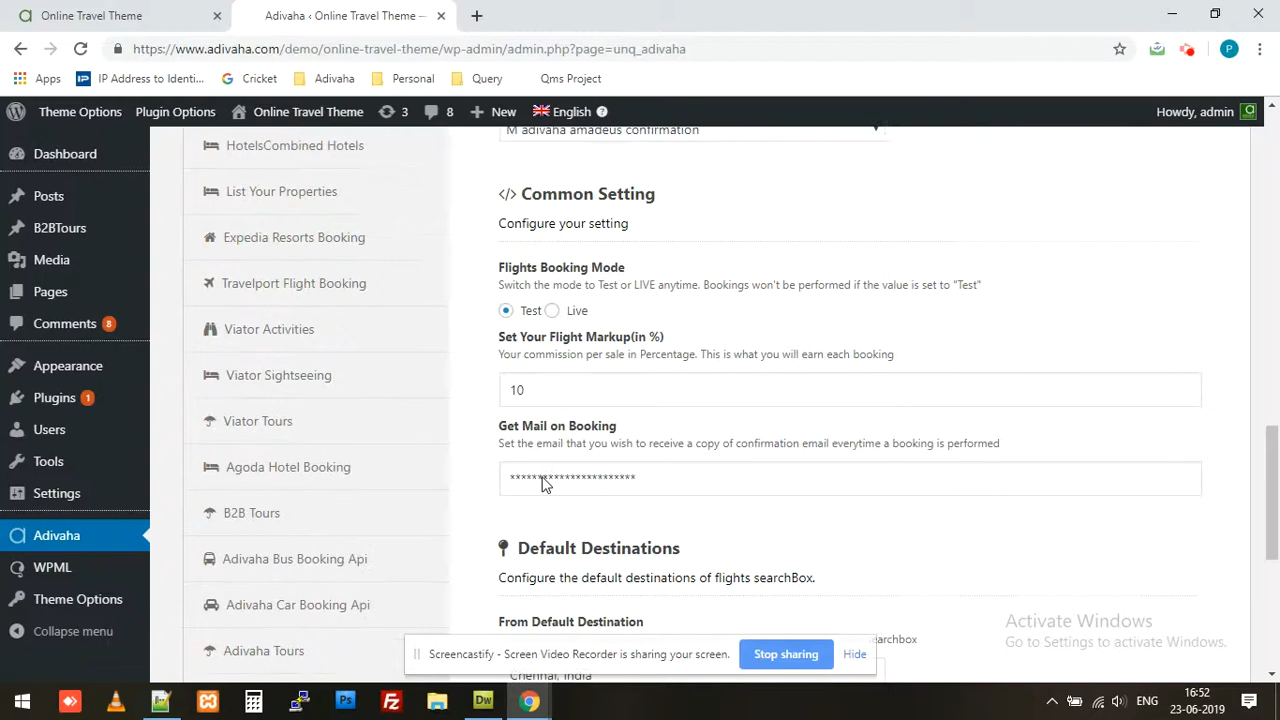 Online Travel Theme
Adivaha ‹ Online Travel Theme —
https://www.adivaha.com/demo/online-travel-theme/wp-admin/admin.php?page=unq_adivaha
P
Apps
IP Address to Identi...
Cricket
Adivaha
Personal
Query
Qms Project
Theme Options
Plugin Options
Online Travel Theme
3
8
New
English
Howdy, admin
Dashboard
Posts
B2BTours
Media
Pages
Comments 8
Appearance
Plugins 1
Users
Tools
Settings
Adivaha
WPML
Theme Options
Collapse menu
HotelsCombined Hotels
List Your Properties
Expedia Resorts Booking
Travelport Flight Booking
Viator Activities
Viator Sightseeing
Viator Tours
Agoda Hotel Booking
B2B Tours
Adivaha Bus Booking Api
Adivaha Car Booking Api
Adivaha Tours
M adivaha amadeus confirmation
</> Common Setting
Configure your setting
Flights Booking Mode
Switch the mode to Test or LIVE anytime. Bookings won't be performed if the value is set to "Test"
Test Live
Set Your Flight Markup(in %)
Your commission per sale in Percentage. This is what you will earn each booking
10
Get Mail on Booking
Set the email that you wish to receive a copy of confirmation email everytime a booking is performed
***********************
Default Destinations
Configure the default destinations of flights searchBox.
From Default Destination
searchbox
Chennai, India
Activate Windows
Go to Settings to activate Windows.
Screencastify - Screen Video Recorder is sharing your screen.
Stop sharing
Hide
ENG
16:52
23-06-2019